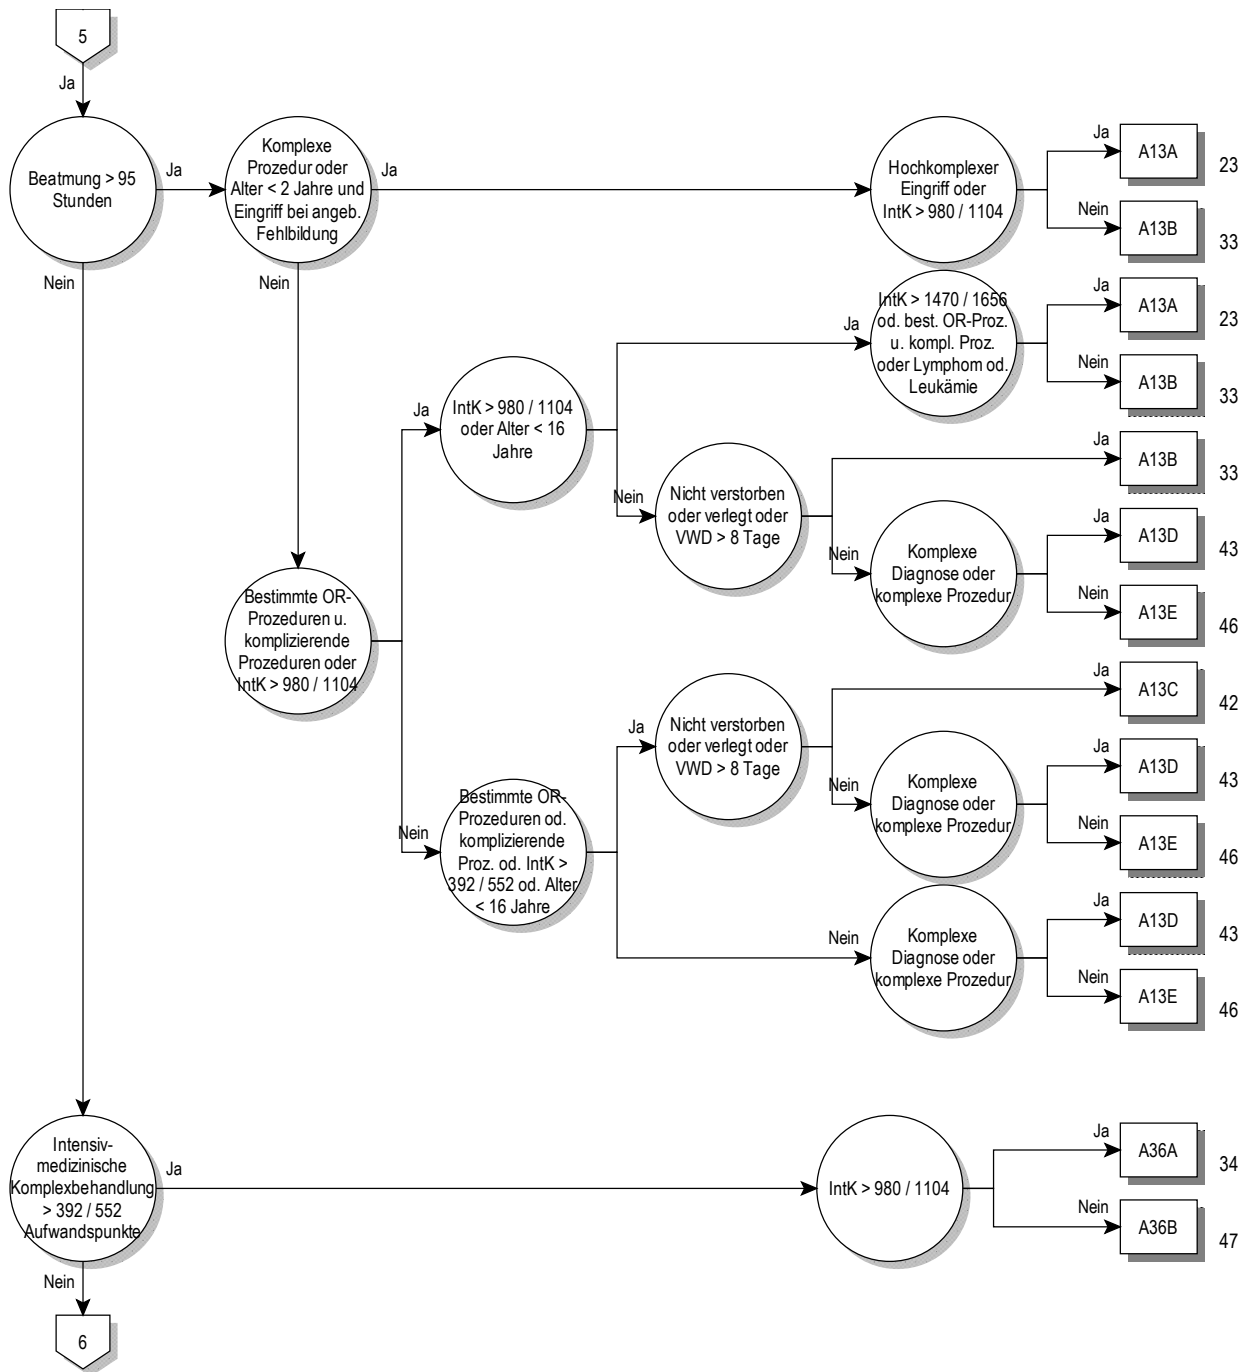 5
Ja
Beatmung > 95
Stunden
Ja
Komplexe
Prozedur oder
Alter < 2 Jahre und
Eingriff bei angeb.
Fehlbildung
Ja
Hochkomplexer
Eingriff oder
IntK > 980 / 1104
Ja
A13A
23
Nein
A13B
33
Nein
Nein
IntK > 1470 / 1656
od. best. OR-Proz.
u. kompl. Proz.
oder Lymphom od.
Leukämie
Ja
Ja
A13A
23
Nein
A13B
33
Ja
IntK > 980 / 1104
oder Alter < 16
Jahre
Nein
Nicht verstorben
oder verlegt oder
VWD > 8 Tage
Ja
A13B
33
Nein
Komplexe
Diagnose oder
komplexe Prozedur
Ja
A13D
43
Nein
A13E
46
Bestimmte OR-
Prozeduren u.
komplizierende
Prozeduren oder
IntK > 980 / 1104
Ja
Nicht verstorben
oder verlegt oder
VWD > 8 Tage
Ja
A13C
42
Nein
Komplexe
Diagnose oder
komplexe Prozedur
Ja
A13D
43
Nein
A13E
46
Nein
Bestimmte OR-
Prozeduren od.
komplizierende
Proz. od. IntK >
392 / 552 od. Alter
< 16 Jahre
Nein
Komplexe
Diagnose oder
komplexe Prozedur
Ja
A13D
43
Nein
A13E
46
Intensiv-
medizinische
Komplexbehandlung
> 392 / 552
Aufwandspunkte
Ja
IntK > 980 / 1104
Ja
A36A
34
Nein
A36B
47
Nein
6